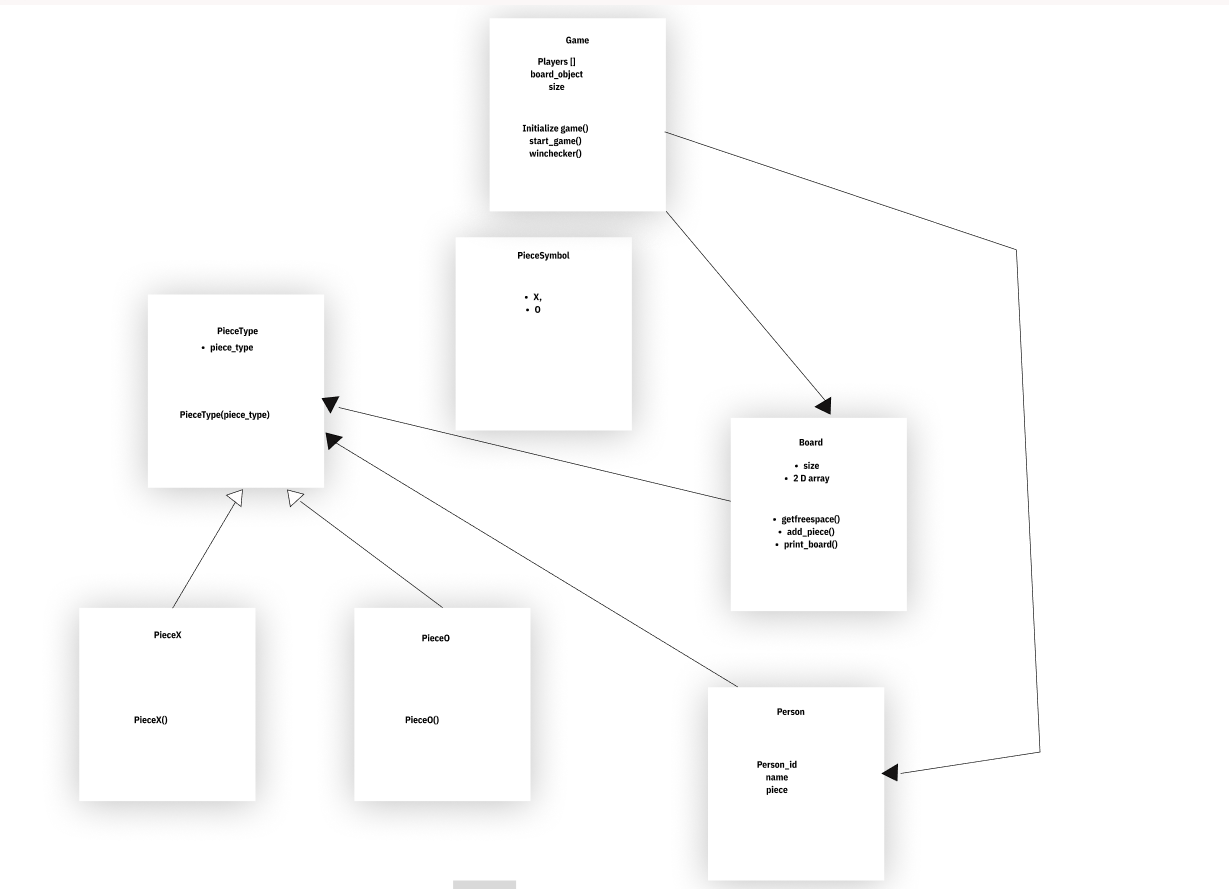 Game
Players []
board_object
size
Initialize game()
start_game()
winchecker()
PieceSymbol
• X,
• O
PieceType
• piece_type
PieceType(piece_type)
Board
• size
• 2 D array
• getfreespace()
• add_piece()
• print_board()
PieceX
PieceX()
PieceO
PieceO()
Person
Person_id
name
piece